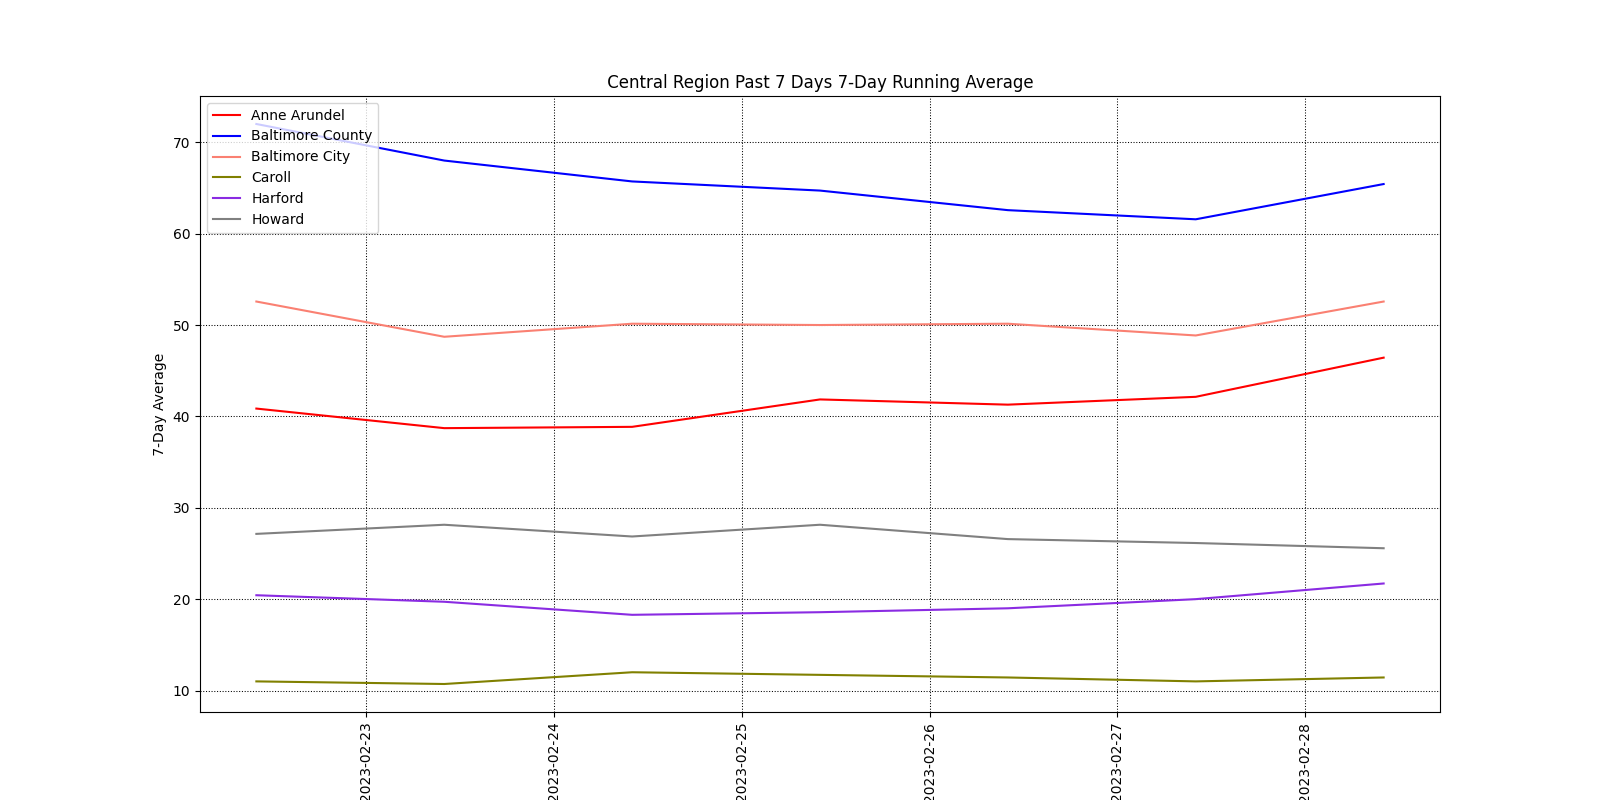 Central Region Past 7 Days 7-Day Running Average
Anne Arundel
Baltimore County
Baltimore City
Caroll
Harford
Howard
7-Day Average
70
60
50
40
30
20
10
2023-02-23
2023-02-24
2023-02-25
2023-02-26
2023-02-27
2023-02-28